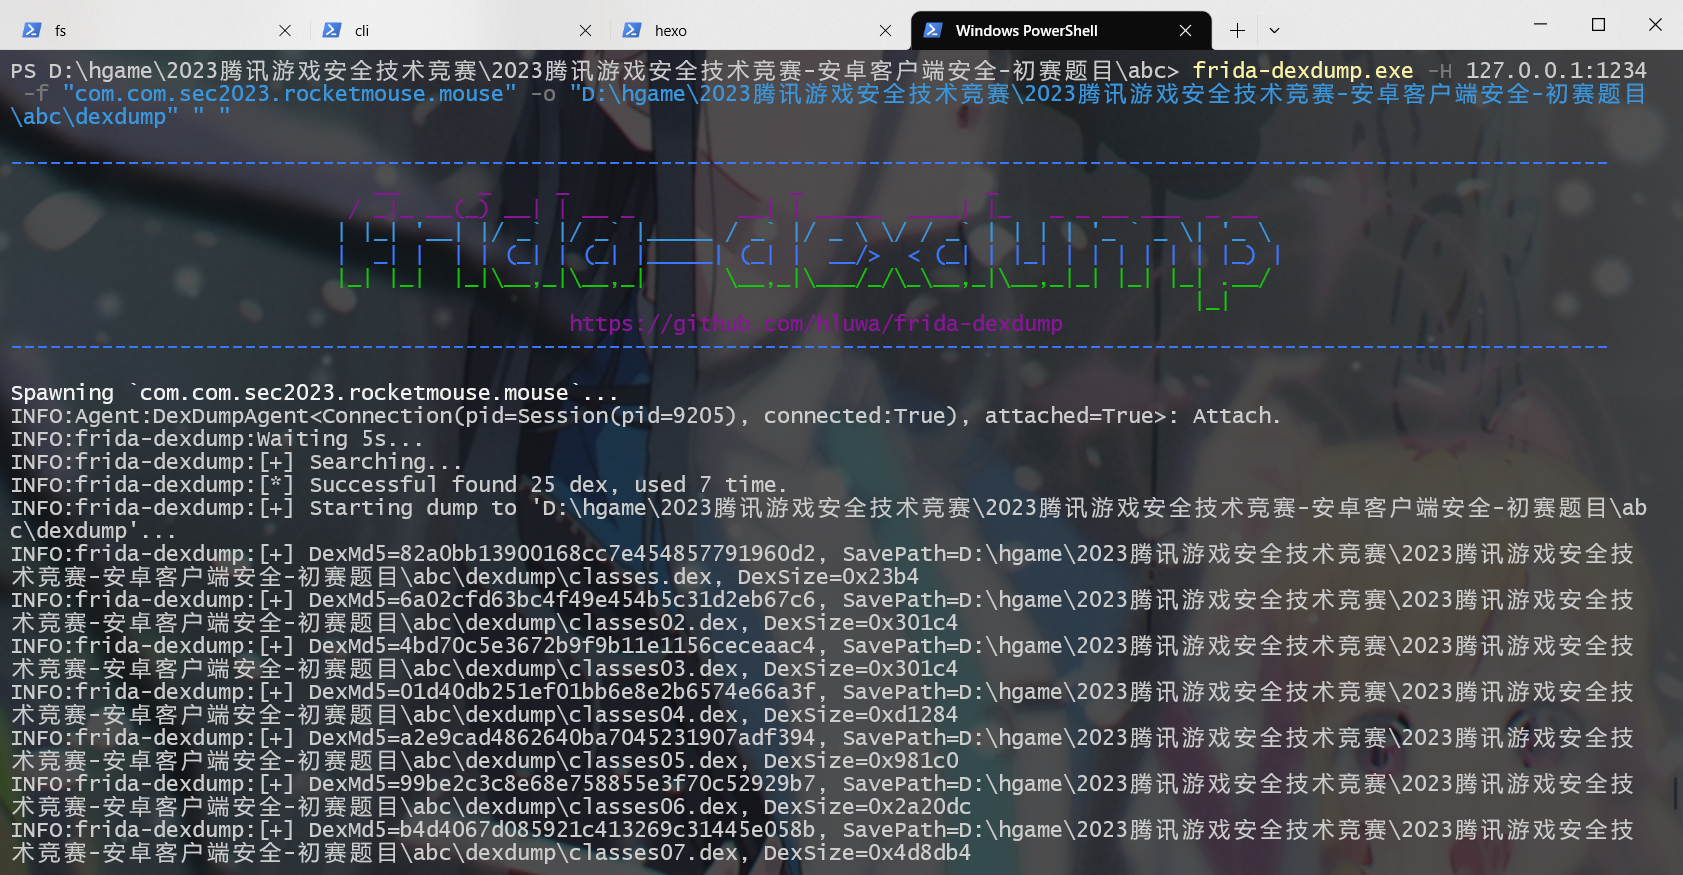 fs
cli
hexo
Windows PowerShell
PS D:\hgame\2023腾讯游戏安全技术竞赛\2023腾讯游戏安全技术竞赛-安卓客户端安全-初赛题目\abc> frida-dexdump.exe -H 127.0.0.1:1234
 -f "com.com.sec2023.rocketmouse.mouse" -o "D:\hgame\2023腾讯游戏安全技术竞赛\2023腾讯游戏安全技术竞赛-安卓客户端安全-初赛题目
\abc\dexdump" " "
https://github.com/hluwa/frida-dexdump
Spawning `com.com.sec2023.rocketmouse.mouse`...
INFO:Agent:DexDumpAgent<Connection(pid=Session(pid=9205), connected:True), attached=True>: Attach.
INFO:frida-dexdump:Waiting 5s...
INFO:frida-dexdump:[+] Searching...
INFO:frida-dexdump:[*] Successful found 25 dex, used 7 time.
INFO:frida-dexdump:[+] Starting dump to 'D:\hgame\2023腾讯游戏安全技术竞赛\2023腾讯游戏安全技术竞赛-安卓客户端安全-初赛题目\ab
c\dexdump'...
INFO:frida-dexdump:[+] DexMd5=82a0bb13900168cc7e454857791960d2, SavePath=D:\hgame\2023腾讯游戏安全技术竞赛\2023腾讯游戏安全技
术竞赛-安卓客户端安全-初赛题目\abc\dexdump\classes.dex, DexSize=0x23b4
INFO:frida-dexdump:[+] DexMd5=6a02cfd63bc4f49e454b5c31d2eb67c6, SavePath=D:\hgame\2023腾讯游戏安全技术竞赛\2023腾讯游戏安全技
术竞赛-安卓客户端安全-初赛题目\abc\dexdump\classes02.dex, DexSize=0x301c4
INFO:frida-dexdump:[+] DexMd5=4bd70c5e3672b9f9b11e1156ceceaac4, SavePath=D:\hgame\2023腾讯游戏安全技术竞赛\2023腾讯游戏安全技
术竞赛-安卓客户端安全-初赛题目\abc\dexdump\classes03.dex, DexSize=0x301c4
INFO:frida-dexdump:[+] DexMd5=01d40db251ef01bb6e8e2b6574e66a3f, SavePath=D:\hgame\2023腾讯游戏安全技术竞赛\2023腾讯游戏安全技
术竞赛-安卓客户端安全-初赛题目\abc\dexdump\classes04.dex, DexSize=0xd1284
INFO:frida-dexdump:[+] DexMd5=a2e9cad4862640ba7045231907adf394, SavePath=D:\hgame\2023腾讯游戏安全技术竞赛\2023腾讯游戏安全技
术竞赛-安卓客户端安全-初赛题目\abc\dexdump\classes05.dex, DexSize=0x981c0
INFO:frida-dexdump:[+] DexMd5=99be2c3c8e68e758855e3f70c52929b7, SavePath=D:\hgame\2023腾讯游戏安全技术竞赛\2023腾讯游戏安全技
术竞赛-安卓客户端安全-初赛题目\abc\dexdump\classes06.dex, DexSize=0x2a20dc
INFO:frida-dexdump:[+] DexMd5=b4d4067d085921c413269c31445e058b, SavePath=D:\hgame\2023腾讯游戏安全技术竞赛\2023腾讯游戏安全技
术竞赛-安卓客户端安全-初赛题目\abc\dexdump\classes07.dex, DexSize=0x4d8db4